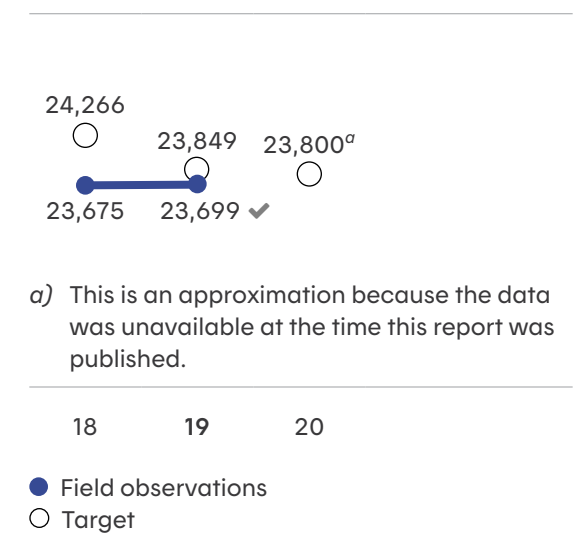 24,266
23,849 23,800a
23,675 23,699
a) This is an approximation because the data
was unavailable at the time this report was
published.
18 19 20
Field observations
Target